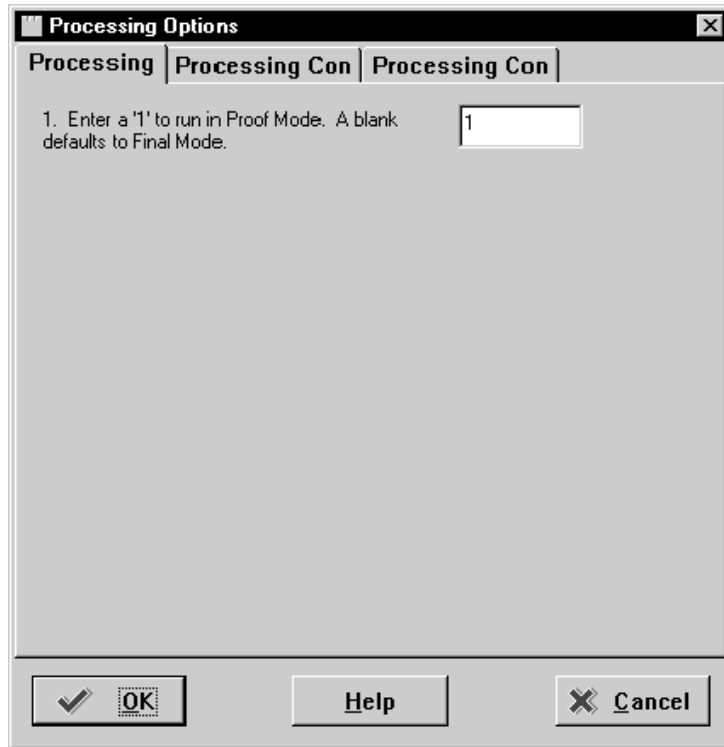 Processing Options
Processing Processing Con Processing Con
1. Enter a '1' to run in Proof Mode. A blank 1
defaults to Final Mode.
OK Help Cancel